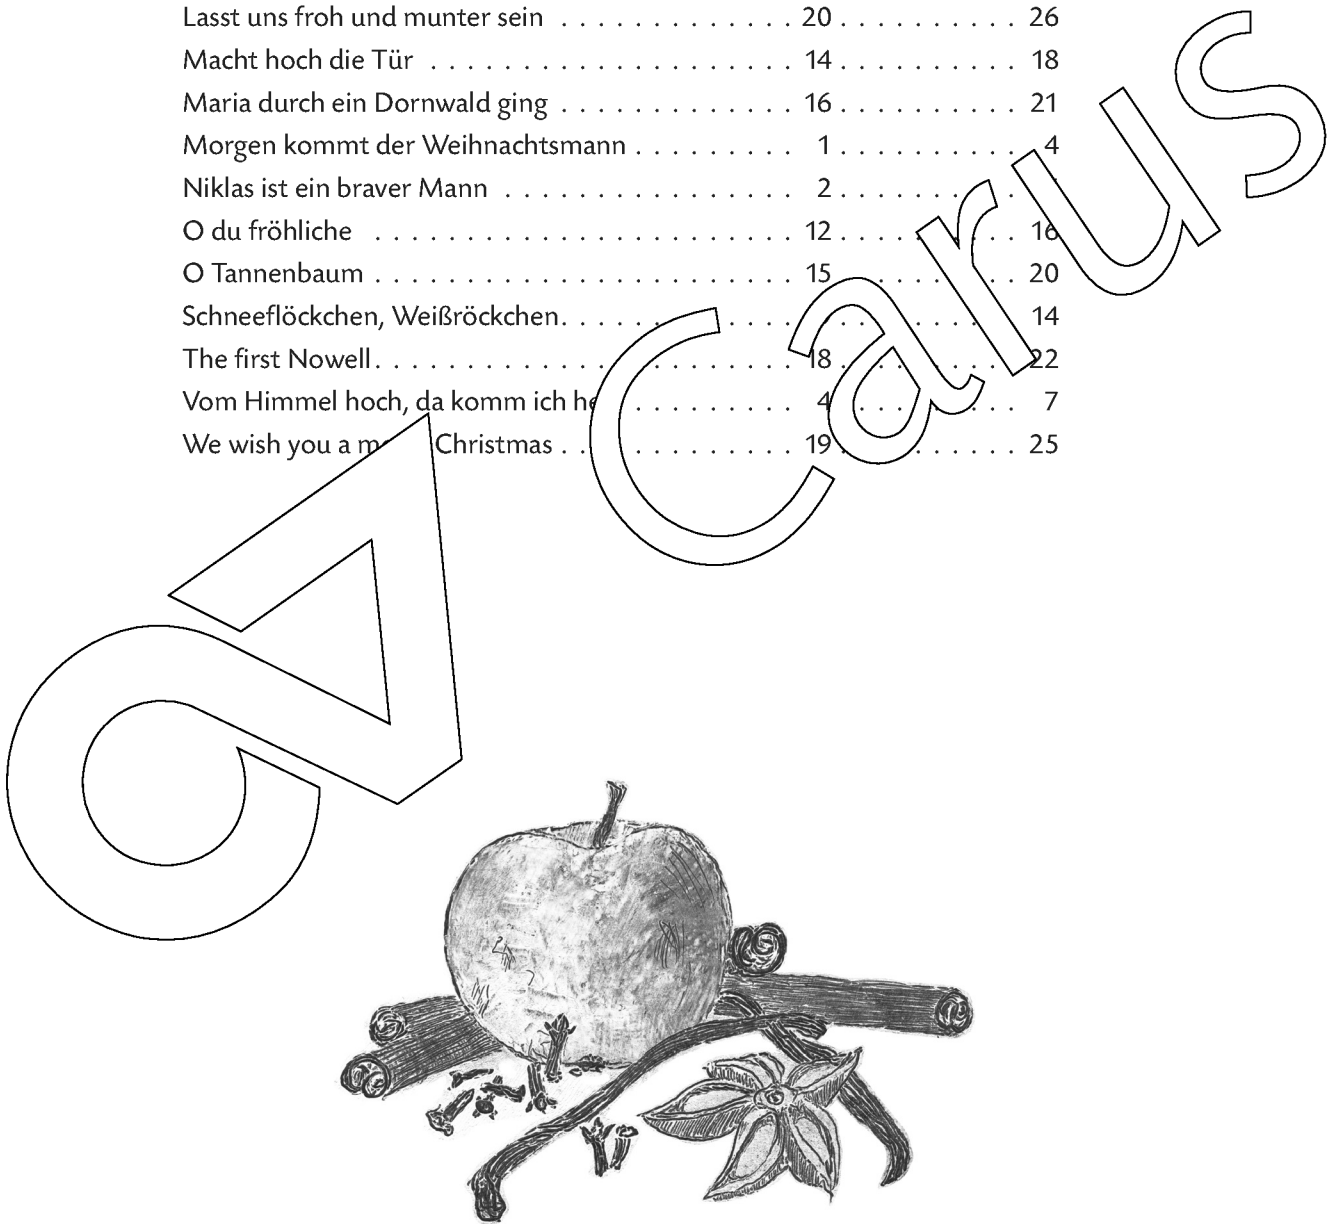 Lasst uns froh und munter sein . . . . . . . . . . . . . 20 . . . . . . . . . . 26
Macht hoch die Tür . . . . . . . . . . . . . . . . . . . . 14 . . . . . . . . . . 18
Maria durch ein Dornwald ging . . . . . . . . . . . . . 16 . . . . . . . . . . 21
Morgen kommt der Weihnachtsmann . . . . . . . . . 1 . . . . . . . . . . 4
Niklas ist ein braver Mann . . . . . . . . . . . . . . . . 2 . . . . . . . . .
O du fröhliche . . . . . . . . . . . . . . . . . . . . . . . 12 . . . . . . . . . . 16
O Tannenbaum . . . . . . . . . . . . . . . . . . . . . . . 15 . . . . . . . . . . 20
Schneeflöckchen, Weißröckchen. . . . . . . . . . . . . . . . . . . . . . 14
The first Nowell. . . . . . . . . . . . . . . . . . . . . . . 18 . . . . . . . . . . 22
Vom Himmel hoch, da komm ich . . . . . . . . . 4 . . . . . . . . . . 7
We wish you a Christmas . . . . . . . . . . . . . 19 . . . . . . . . . . 25
Carus